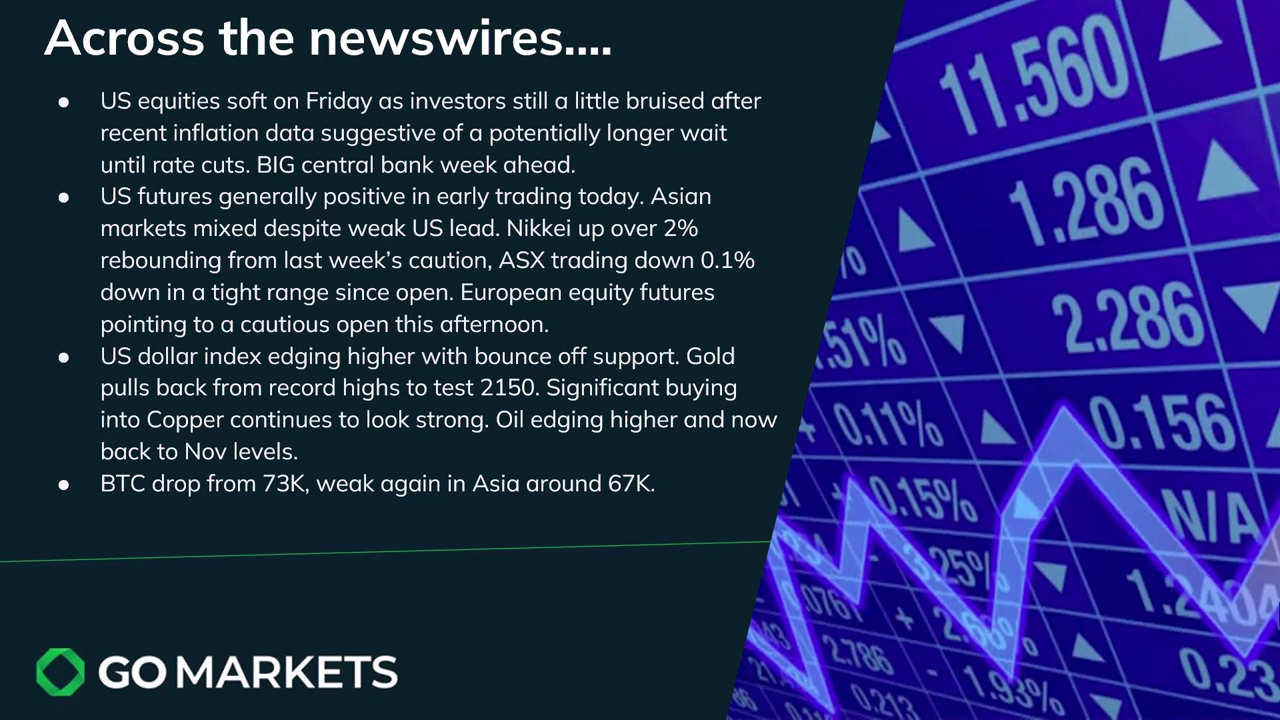 Across the newswires....
● US equities soft on Friday as investors still a little bruised after
recent inflation data suggestive of a potentially longer wait
until rate cuts. BIG central bank week ahead.
● US futures generally positive in early trading today. Asian
markets mixed despite weak US lead. Nikkei up over 2%
rebounding from last week’s caution, ASX trading down 0.1%
down in a tight range since open. European equity futures
pointing to a cautious open this afternoon.
● US dollar index edging higher with bounce off support. Gold
pulls back from record highs to test 2150. Significant buying
into Copper continues to look strong. Oil edging higher and now
back to Nov levels.
● BTC drop from 73K, weak again in Asia around 67K.
GO MARKETS
11.560
1.286
2.286
0.11% 0.156
+ 0.15% N/A
2.786 - 1.93%
0.213